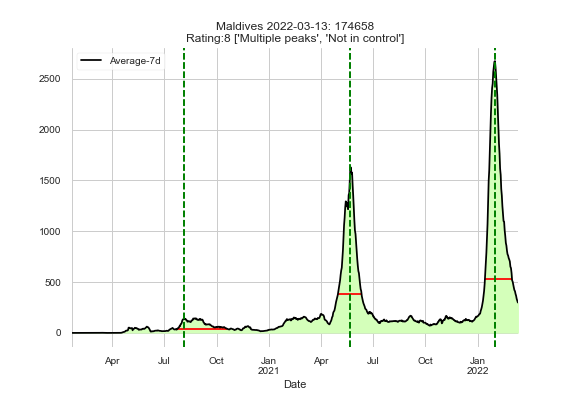 Maldives 2022-03-13: 174658
Rating:8 ['Multiple peaks', 'Not in control']
Average-7d
2500
2000
1500
1000
500
0
Apr Jul Oct Jan Apr Jul Oct Jan
2021 2022
Date